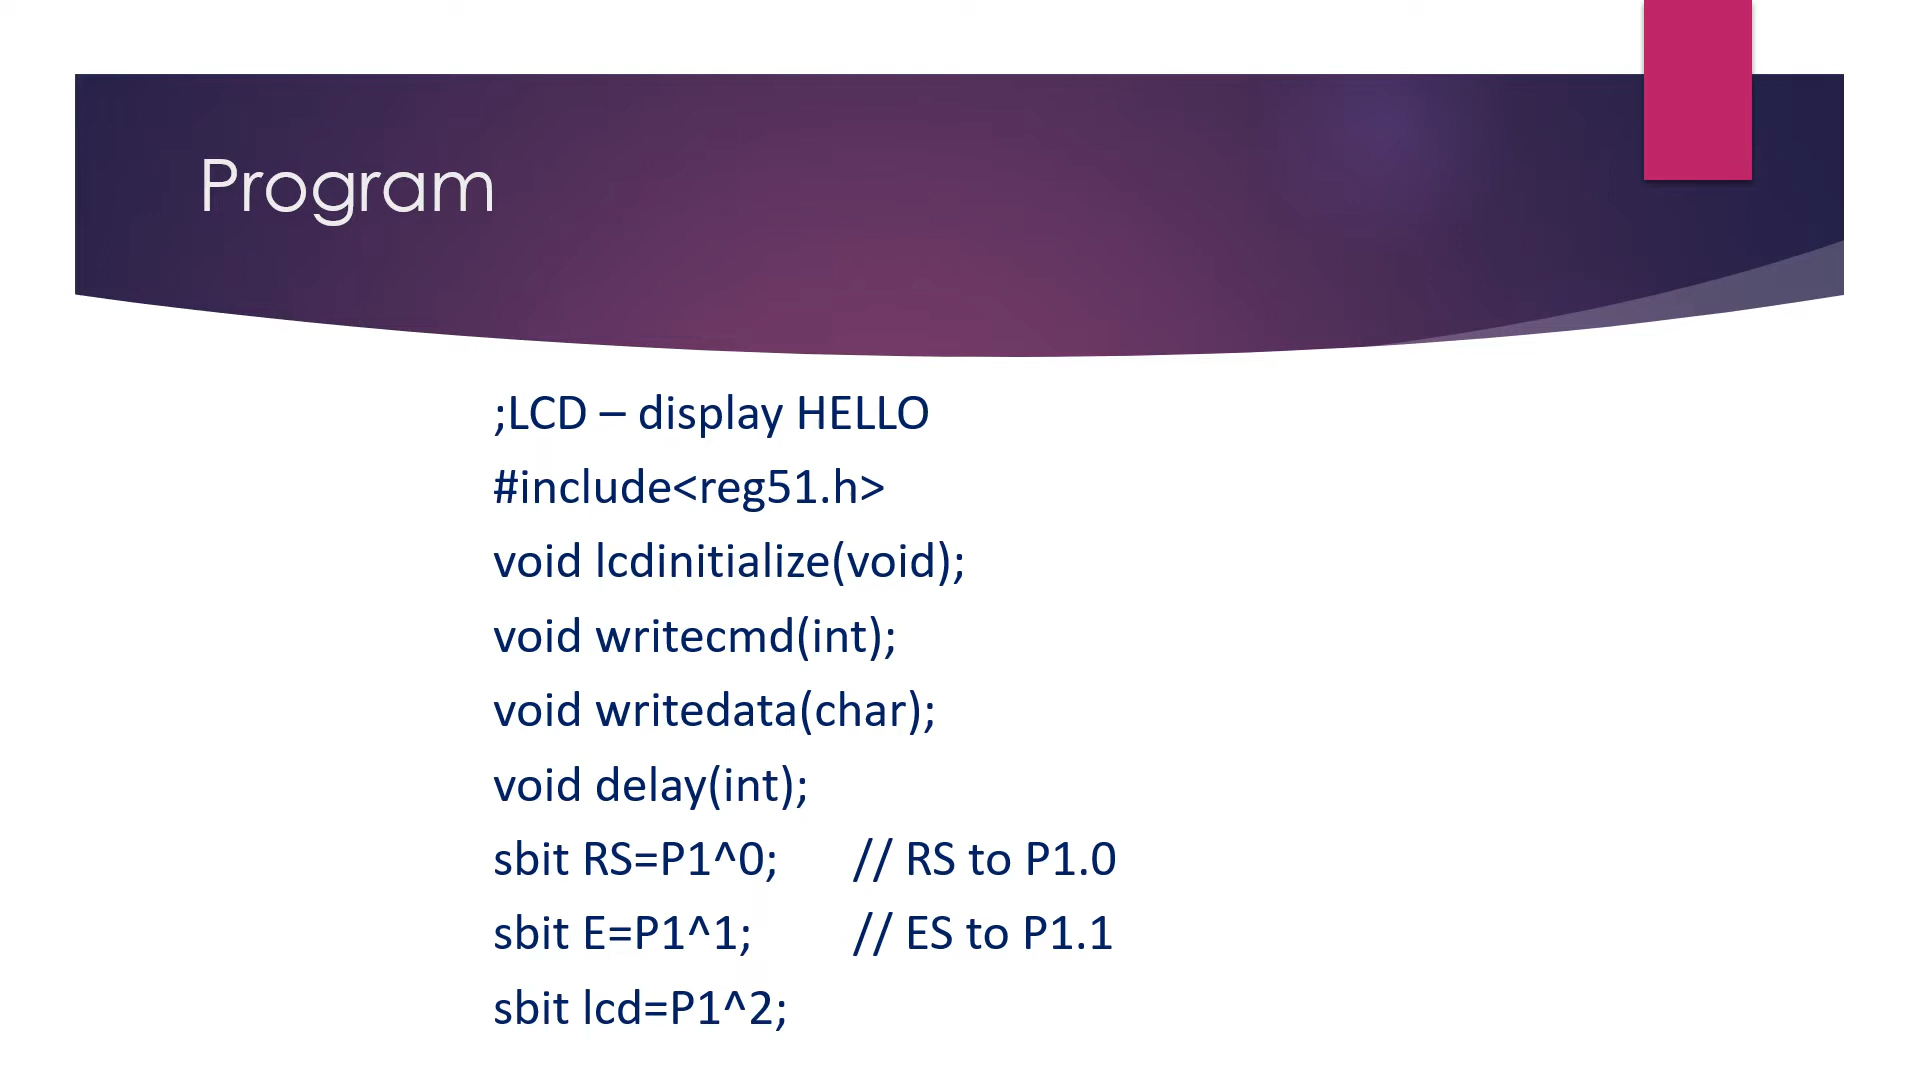 Program
;LCD – display HELLO
#include<reg51.h>
void lcdinitialize(void);
void writecmd(int);
void writedata(char);
void delay(int);
sbit RS=P1^0; // RS to P1.0
sbit E=P1^1; // ES to P1.1
sbit lcd=P1^2;